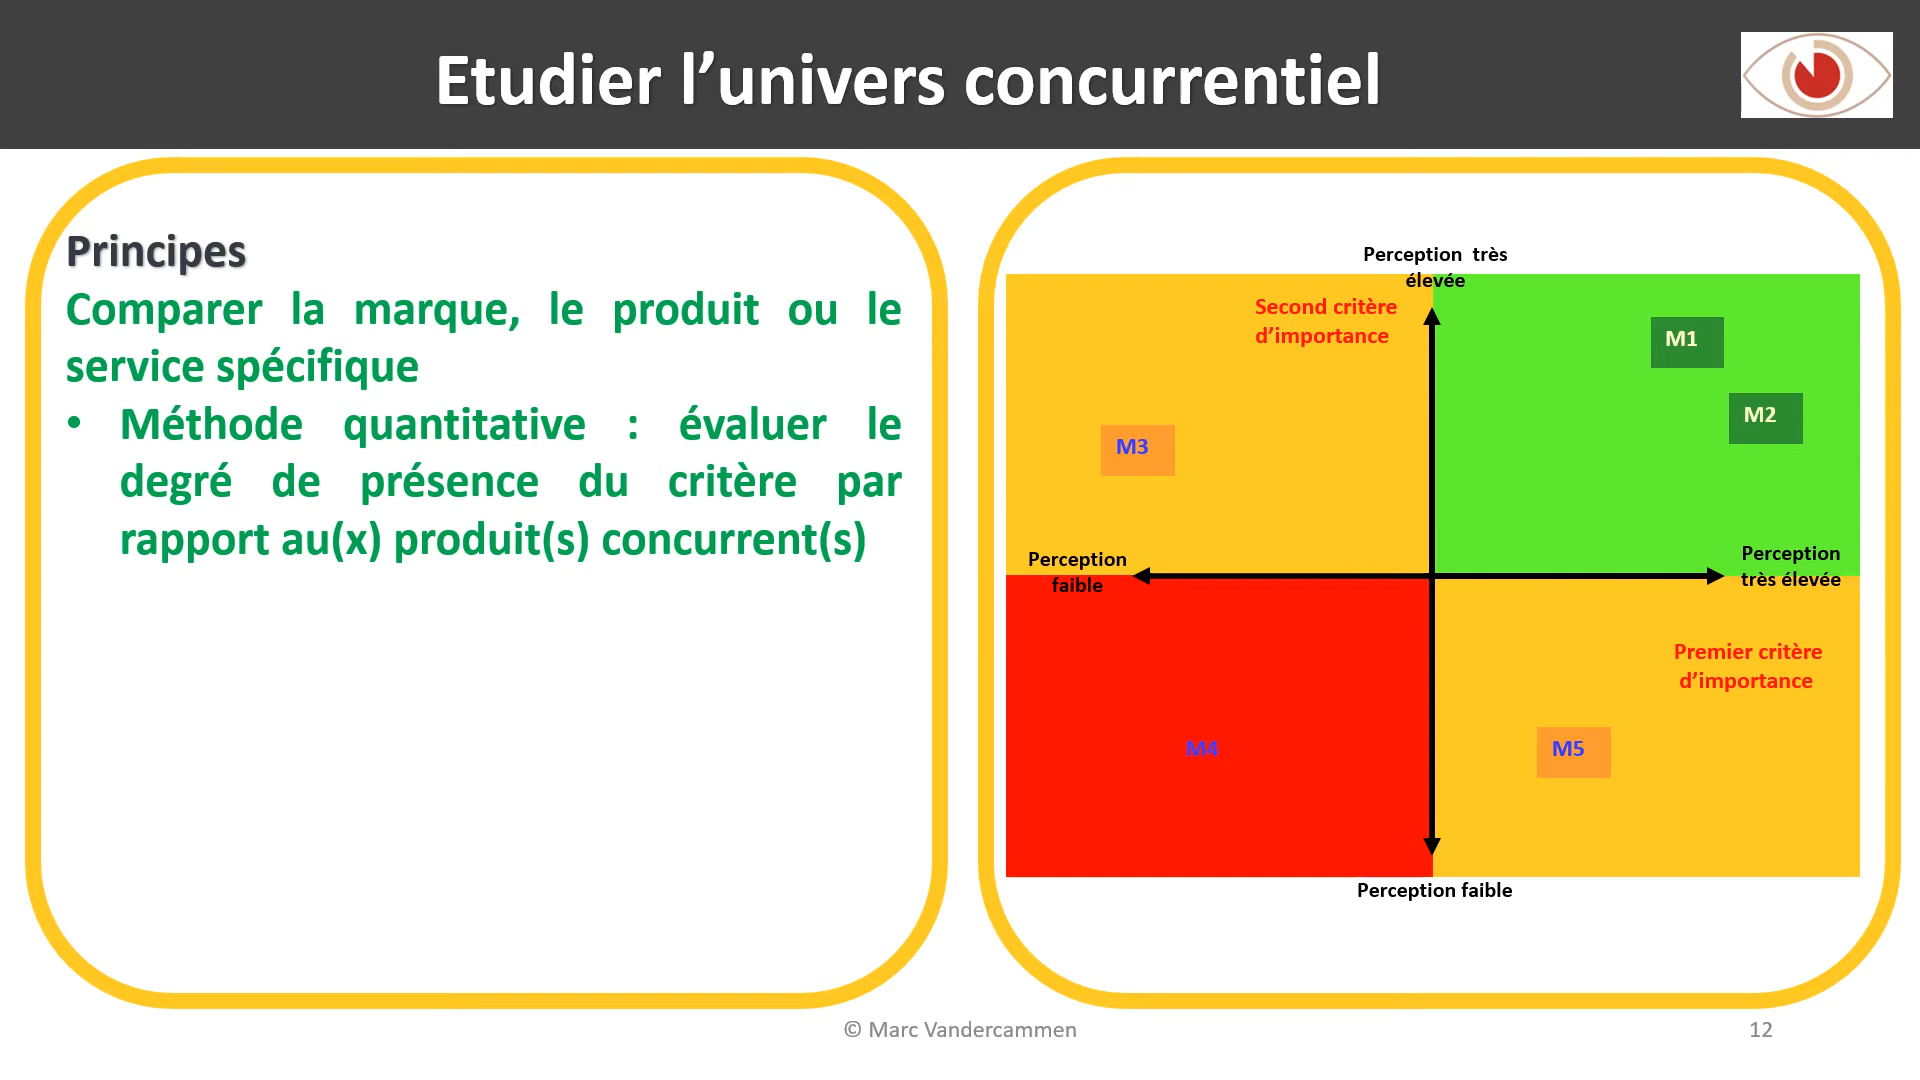 Etudier l’univers concurrentiel
Principes
Comparer la marque, le produit ou le
service spécifique
• Méthode quantitative : évaluer le
degré de présence du critère par
rapport au(x) produit(s) concurrent(s)
Perception très
élevée
Second critère
d’importance
M1
M2
M3
Perception
faible
Perception
très élevée
Premier critère
d’importance
M4
M5
Perception faible
© Marc Vandercammen
12